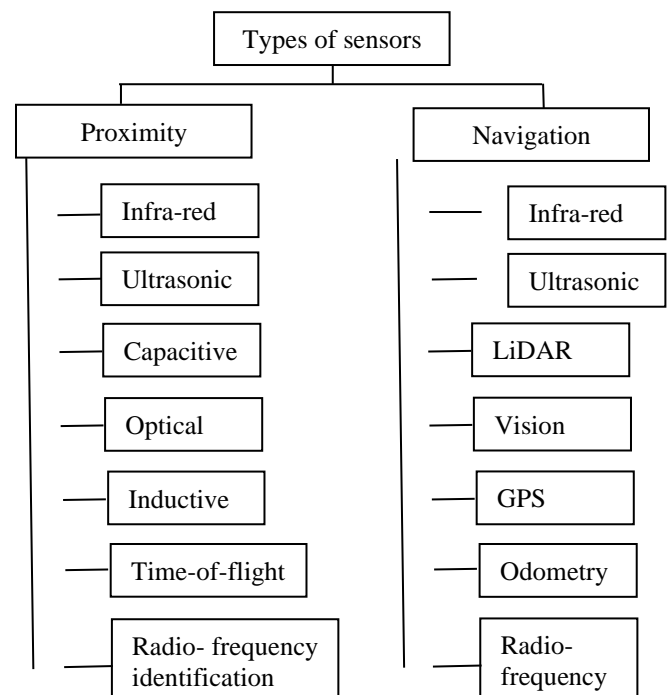 Types of sensors
Proximity
Navigation
Infra-red
Ultrasonic
Capacitive
Optical
Inductive
Time-of-flight
Radio- frequency
identification
Infra-red
Ultrasonic
LiDAR
Vision
GPS
Odometry
Radio-
frequency